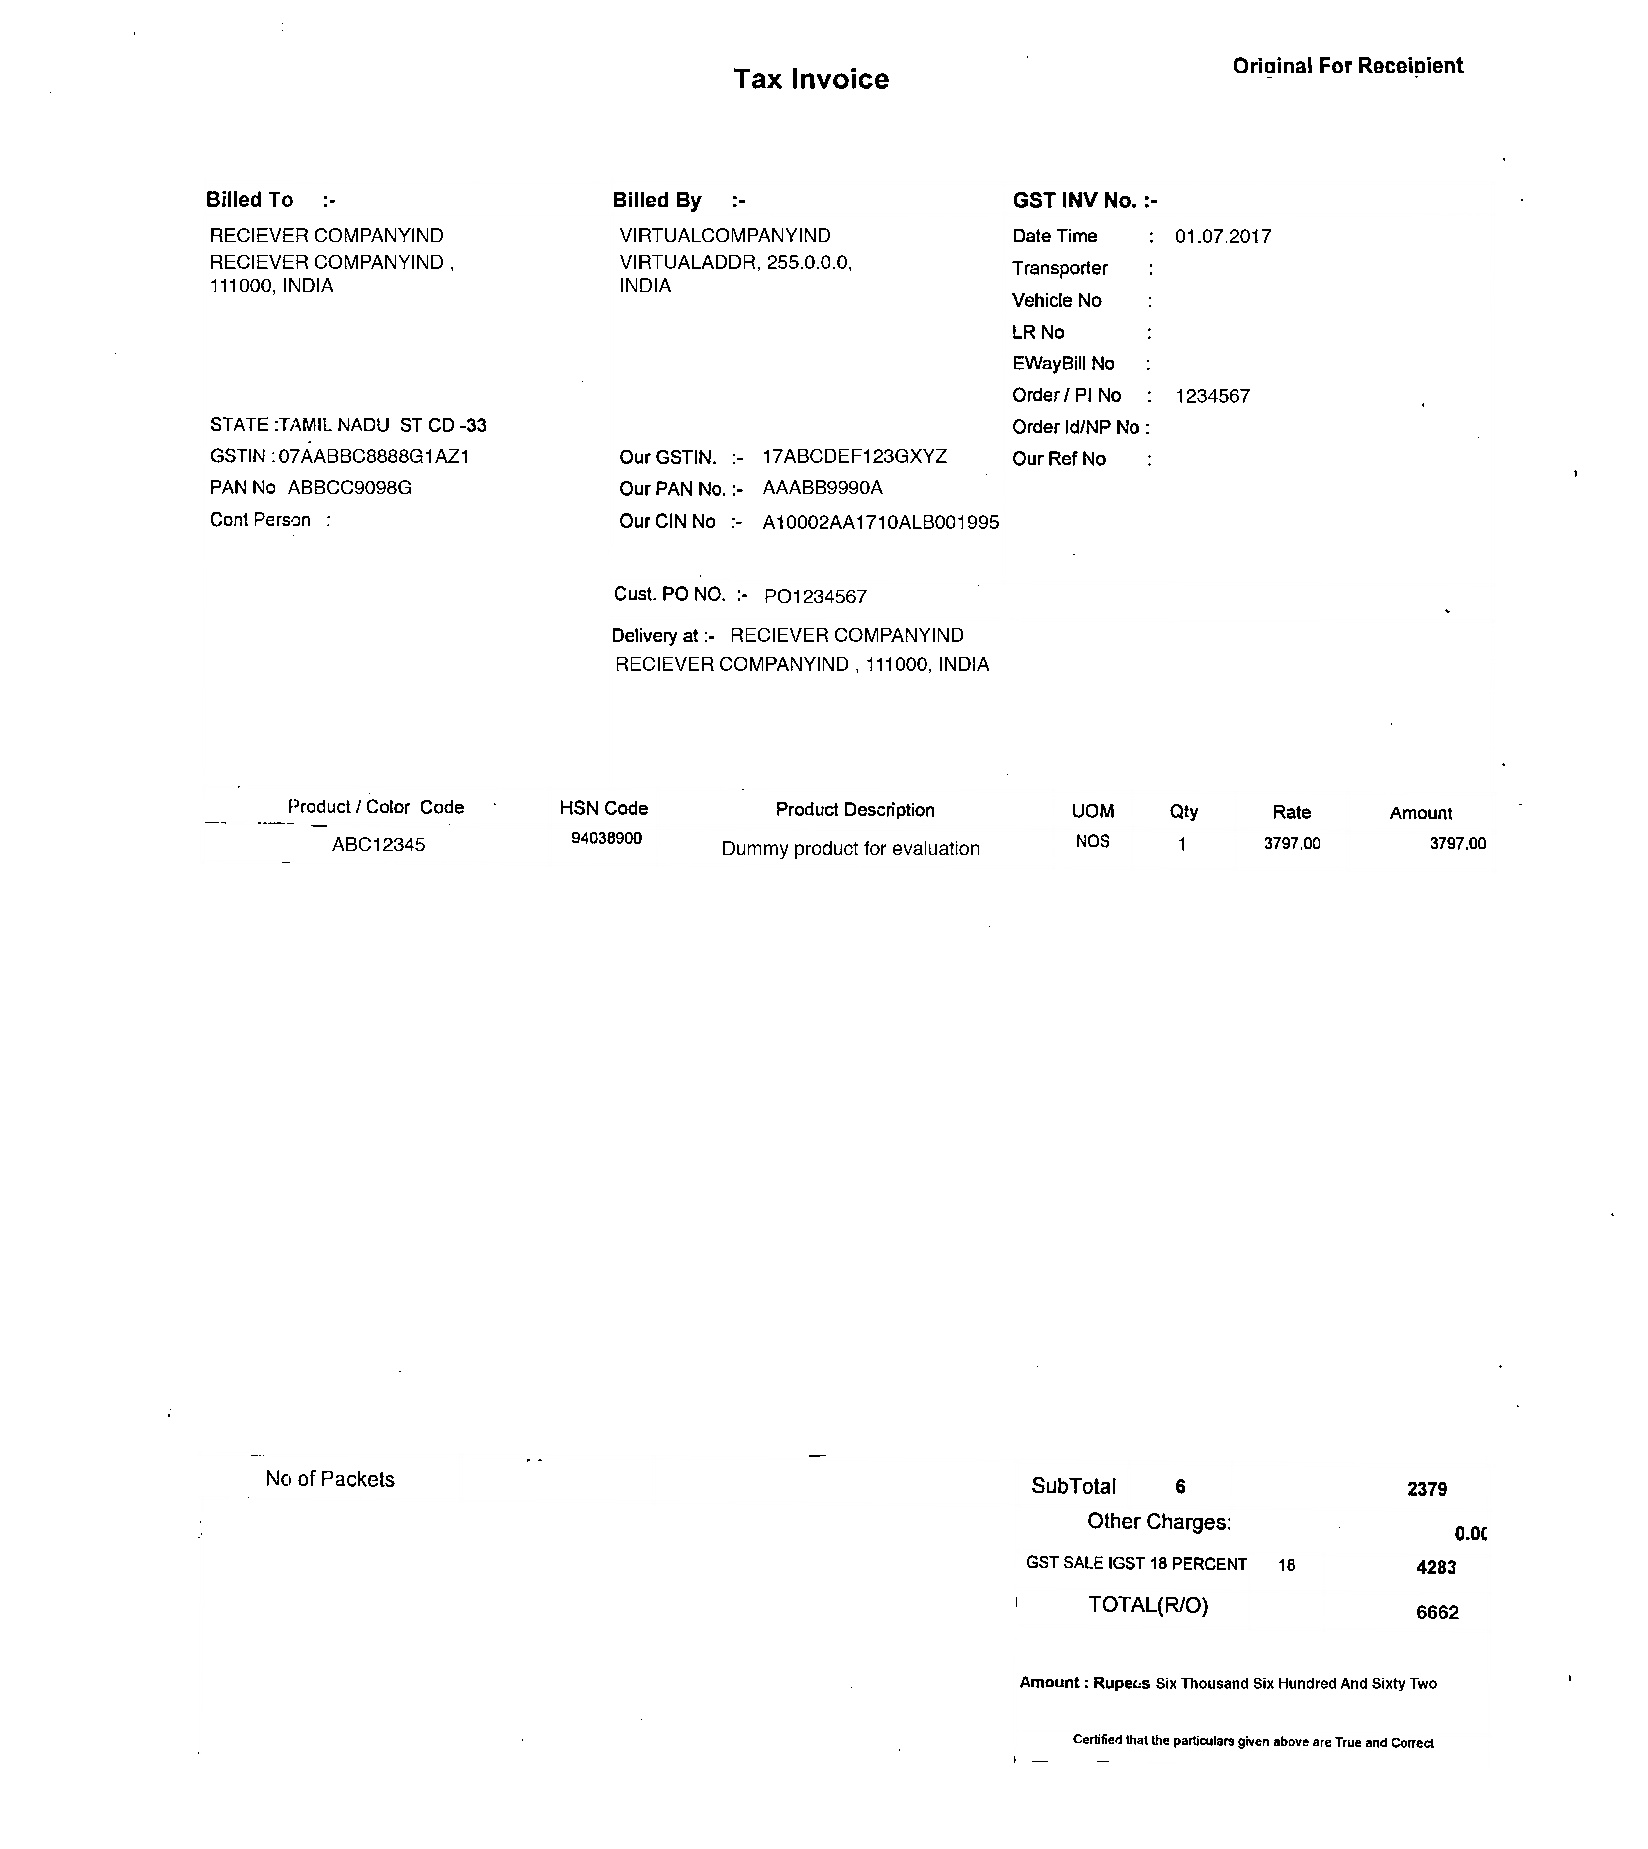 Original For Receipient
Tax Invoice
Billed To :-
RECIEVER COMPANYIND
RECIEVER COMPANYIND ,
111000, INDIA
STATE :TAMIL NADU ST CD -33
GSTIN : 07AABBC8888G1AZ1
PAN No ABBCC9098G
Cont Person :
Billed By :-
VIRTUALCOMPANYIND
VIRTUALADDR, 255.0.0.0,
INDIA
Our GSTIN. :- 17ABCDEF123GXYZ
Our PAN No. :- AAABB9990A
Our CIN No :- A10002AA1710ALB001995
Cust. PO NO. :- PO1234567
Delivery at :- RECIEVER COMPANYIND
RECIEVER COMPANYIND , 111000, INDIA
GST INV No. :-
Date Time : 01.07.2017
Transporter :
Vehicle No :
LR No :
EWayBill No :
Order / PI No : 1234567
Order Id/NP No :
Our Ref No :
Product / Color Code HSN Code Product Description UOM Qty Rate Amount
ABC12345 94038900 Dummy product for evaluation NOS 1 3797.00 3797.00
No of Packets
SubTotal 6 2379
Other Charges: 0.00
GST SALE IGST 18 PERCENT 18 4283
TOTAL(R/O) 6662
Amount : Rupees Six Thousand Six Hundred And Sixty Two
Certified that the particulars given above are True and Correct